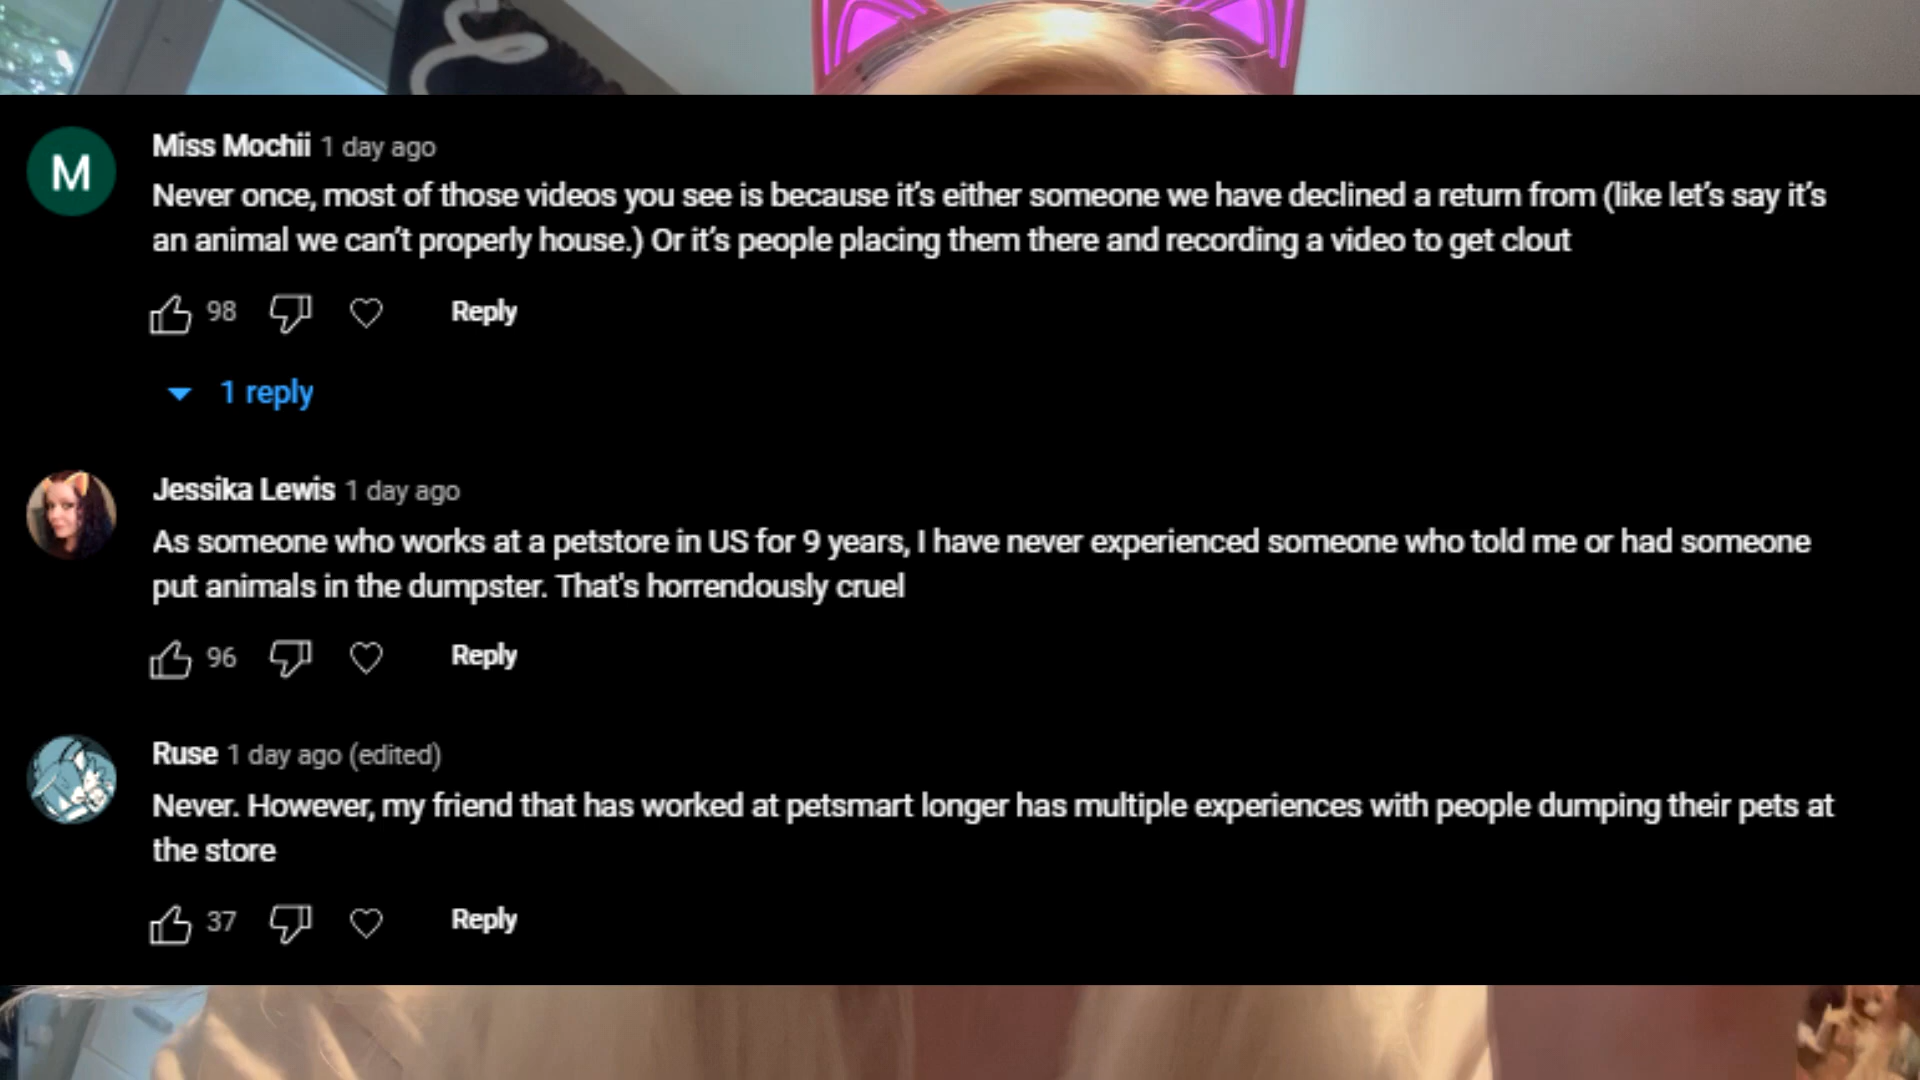 M
Miss Mochii 1 day ago
Never once, most of those videos you see is because it's either someone we have declined a return from (like let's say it's
an animal we can't properly house.) Or it's people placing them there and recording a video to get clout
98 Reply
1 reply
Jessika Lewis 1 day ago
As someone who works at a petstore in US for 9 years, I have never experienced someone who told me or had someone
put animals in the dumpster. That's horrendously cruel
96 Reply
Ruse 1 day ago (edited)
Never. However, my friend that has worked at petsmart longer has multiple experiences with people dumping their pets at
the store
37 Reply